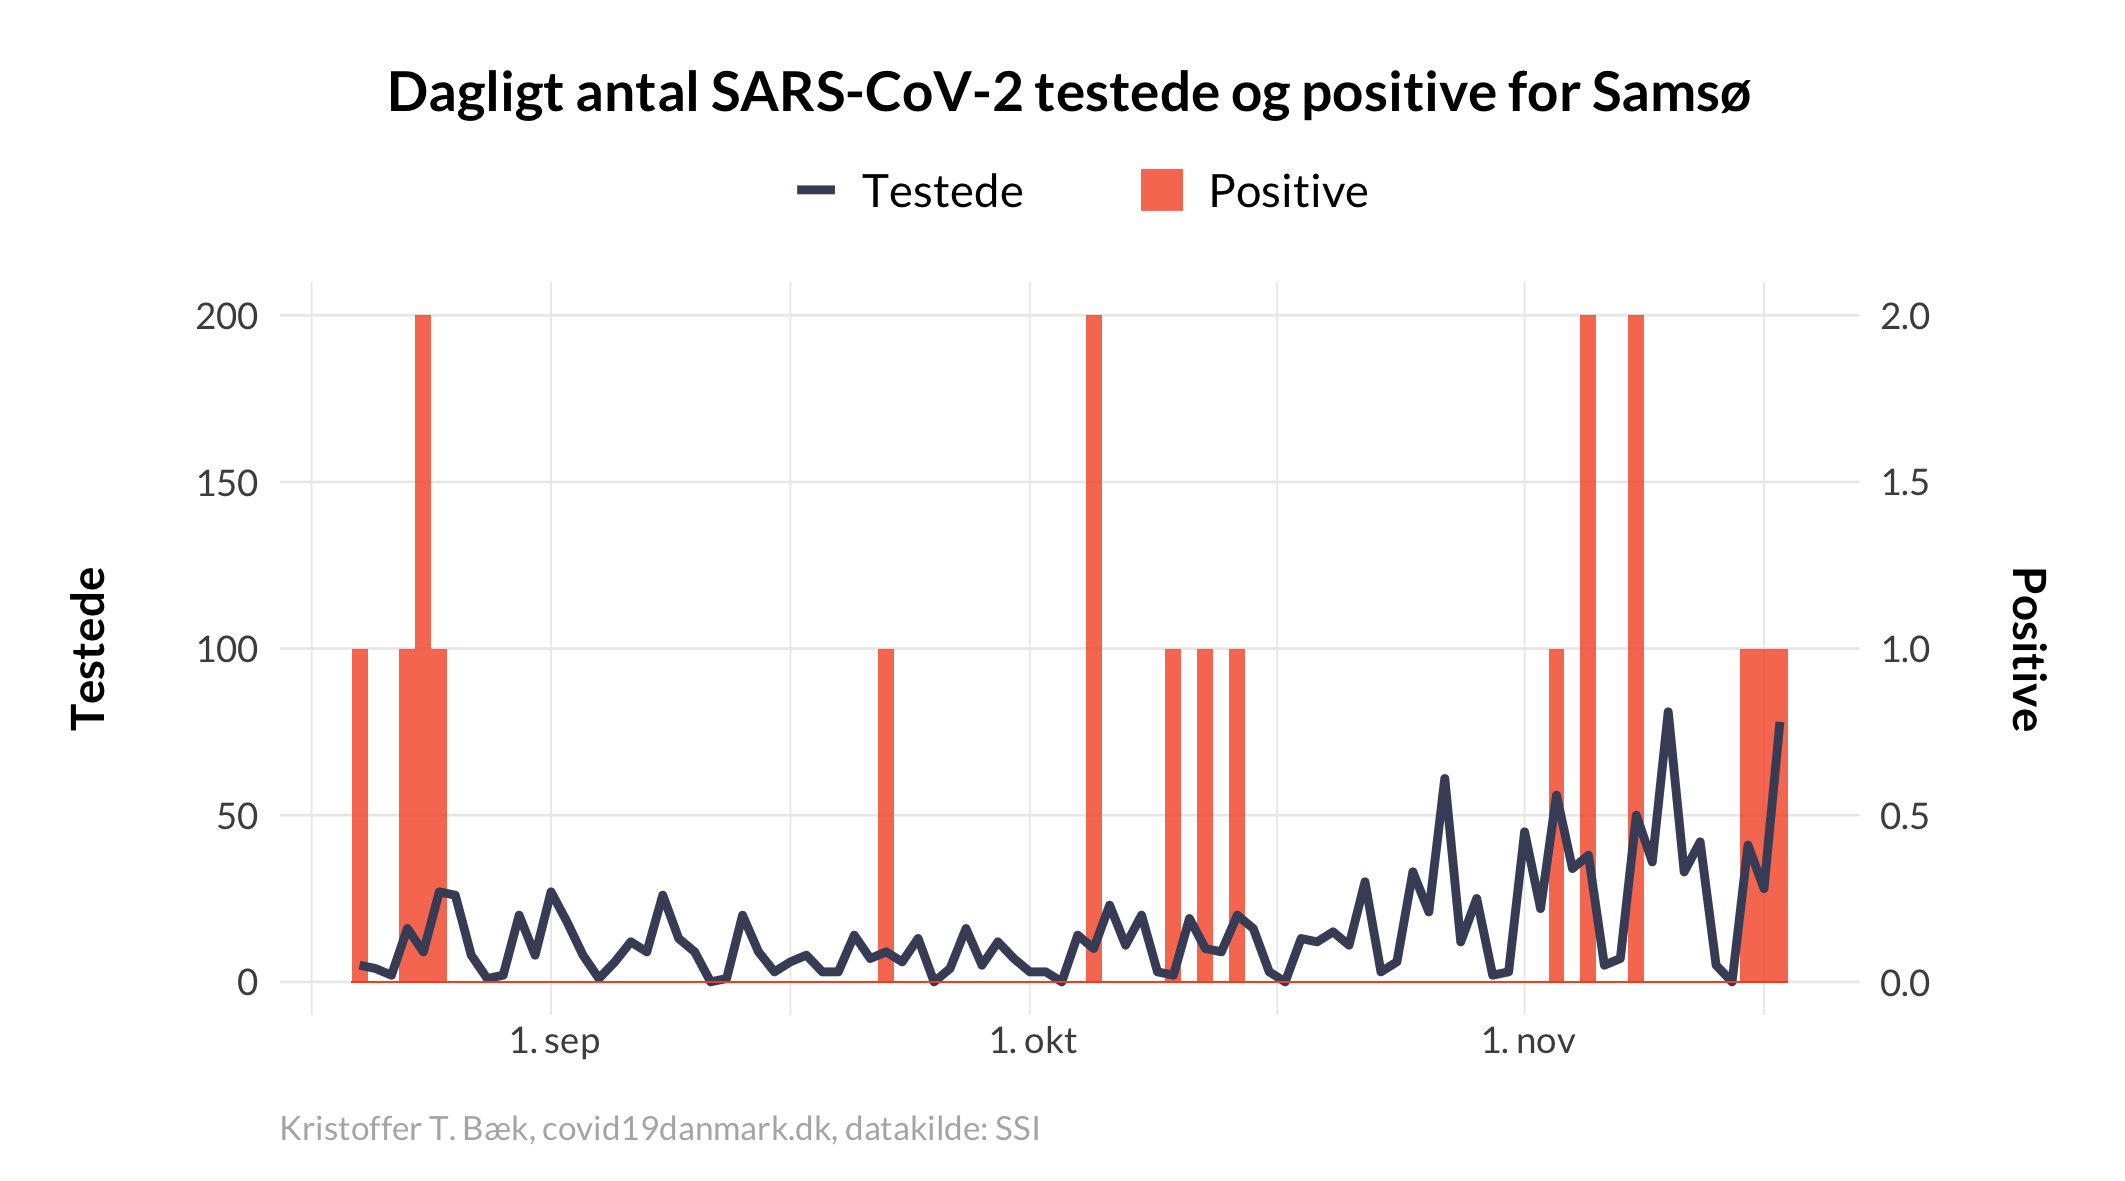 Dagligt antal SARS-CoV-2 testede og positive for Samsø
Testede Positive
200 2.0
150 1.5
100 1.0
50 0.5
0 0.0
Testede
Positive
1. sep 1. okt 1. nov
Kristoffer T. Bæk, covid19danmark.dk, datakilde: SSI